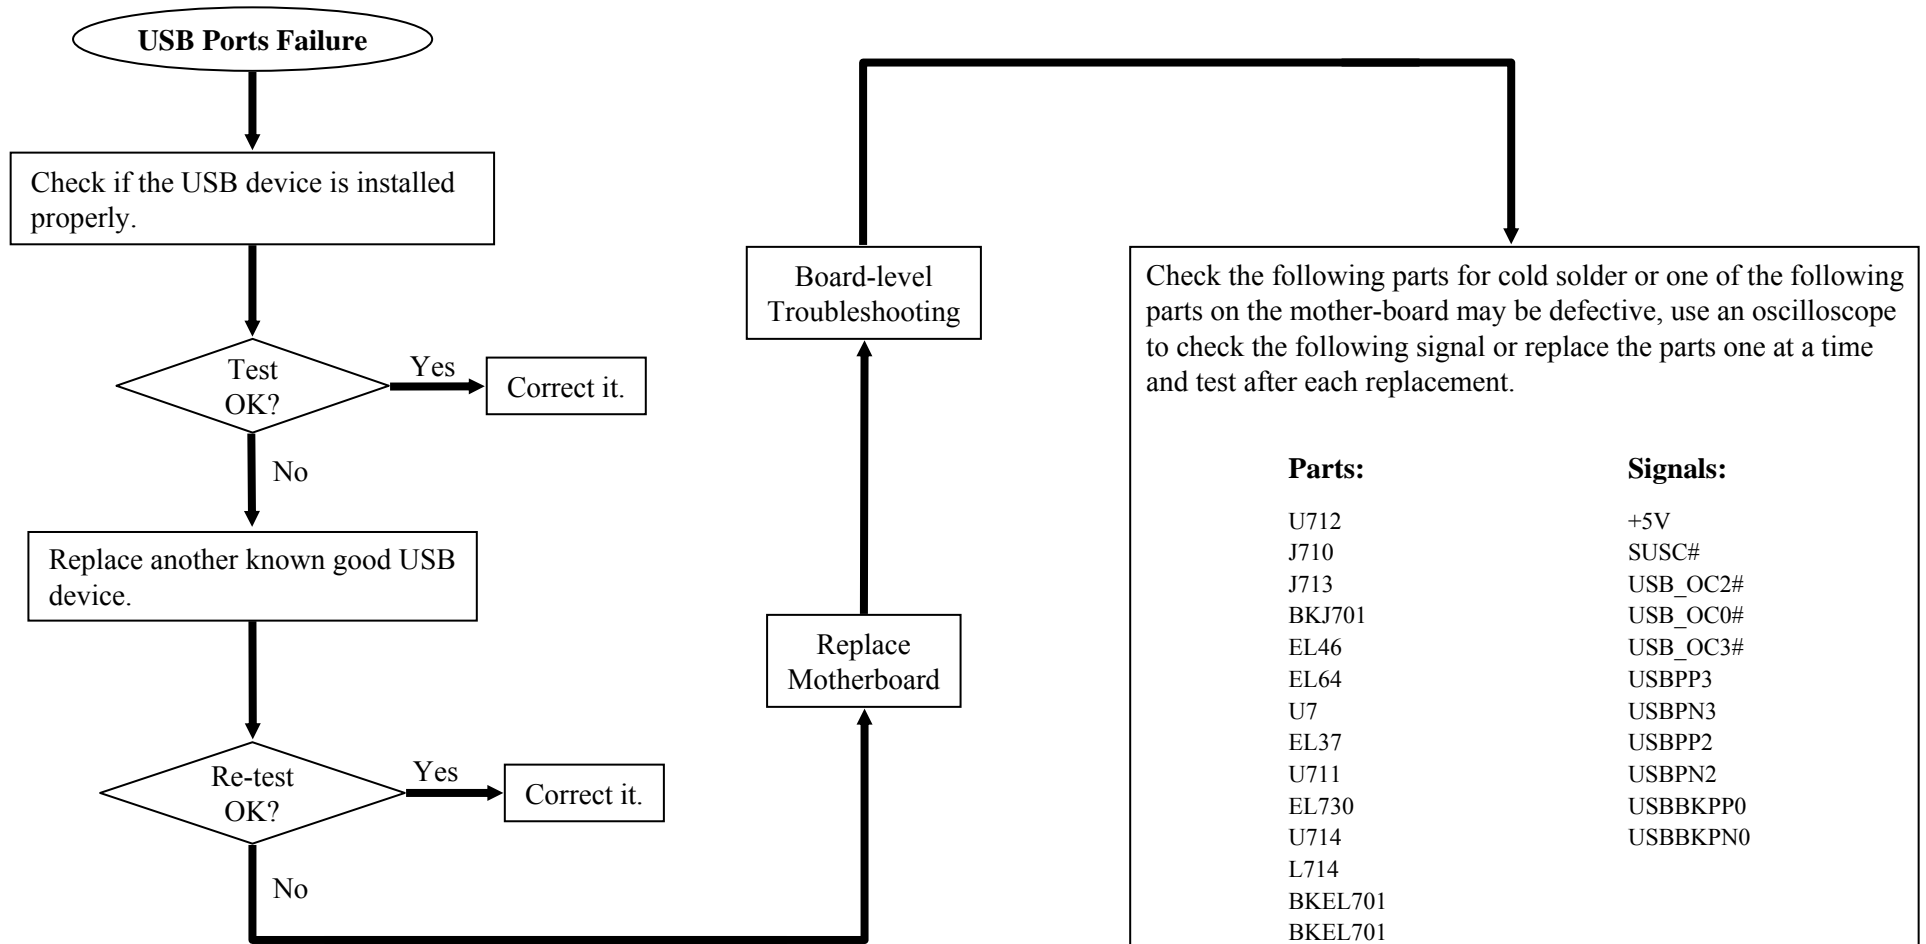 USB Ports Failure
Check if the USB device is installed
properly.
Test
OK?
Yes
Correct it.
No
Replace another known good USB
device.
Re-test
OK?
Yes
Correct it.
No
Replace
Motherboard
Board-level
Troubleshooting
Check the following parts for cold solder or one of the following
parts on the mother-board may be defective, use an oscilloscope
to check the following signal or replace the parts one at a time
and test after each replacement.
Parts:
U712
J710
J713
BKJ701
EL46
EL64
U7
EL37
U711
EL730
U714
L714
BKEL701
BKEL701
Signals:
+5V
SUSC#
USB_OC2#
USB_OC0#
USB_OC3#
USBPP3
USBPN3
USBPP2
USBPN2
USBBKPP0
USBBKPN0